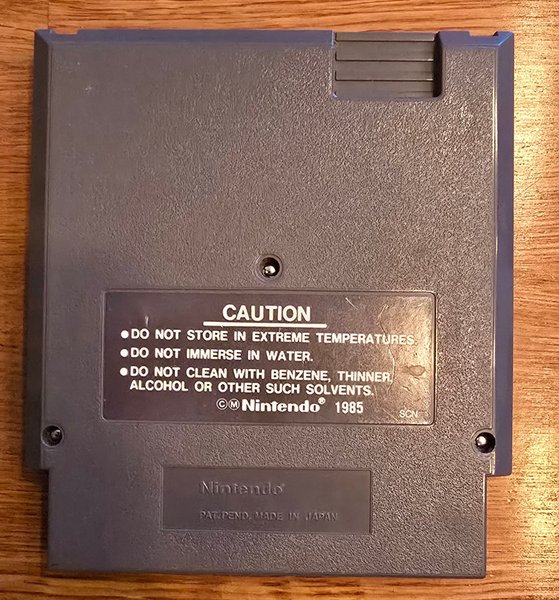 CAUTION
●DO NOT STORE IN EXTREME TEMPERATURES.
●DO NOT IMMERSE IN WATER.
●DO NOT CLEAN WITH BENZENE, THINNER,
ALCOHOL OR OTHER SUCH SOLVENTS.
©Ⓜ Nintendo® 1985
SCN
Nintendo®
PAT.PEND. MADE IN JAPAN